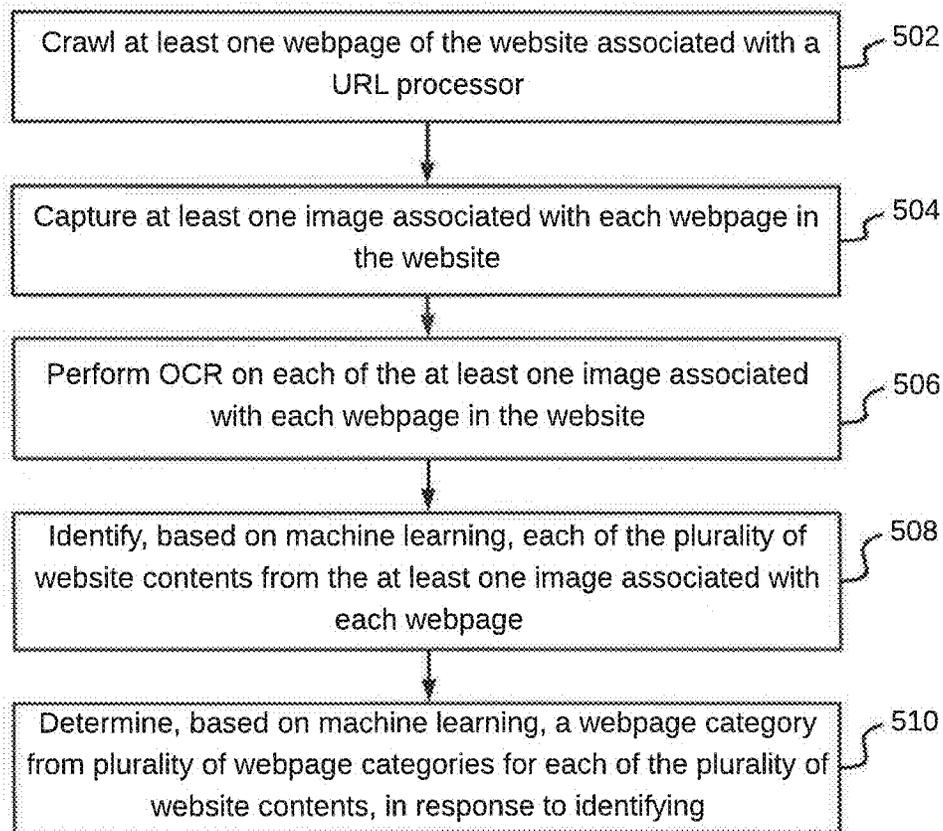 Crawl at least one webpage of the website associated with a
URL processor
502
Capture at least one image associated with each webpage in
the website
504
Perform OCR on each of the at least one image associated
with each webpage in the website
506
Identify, based on machine learning, each of the plurality of
website contents from the at least one image associated with
each webpage
508
Determine, based on machine learning, a webpage category
from plurality of webpage categories for each of the plurality of
website contents, in response to identifying
510